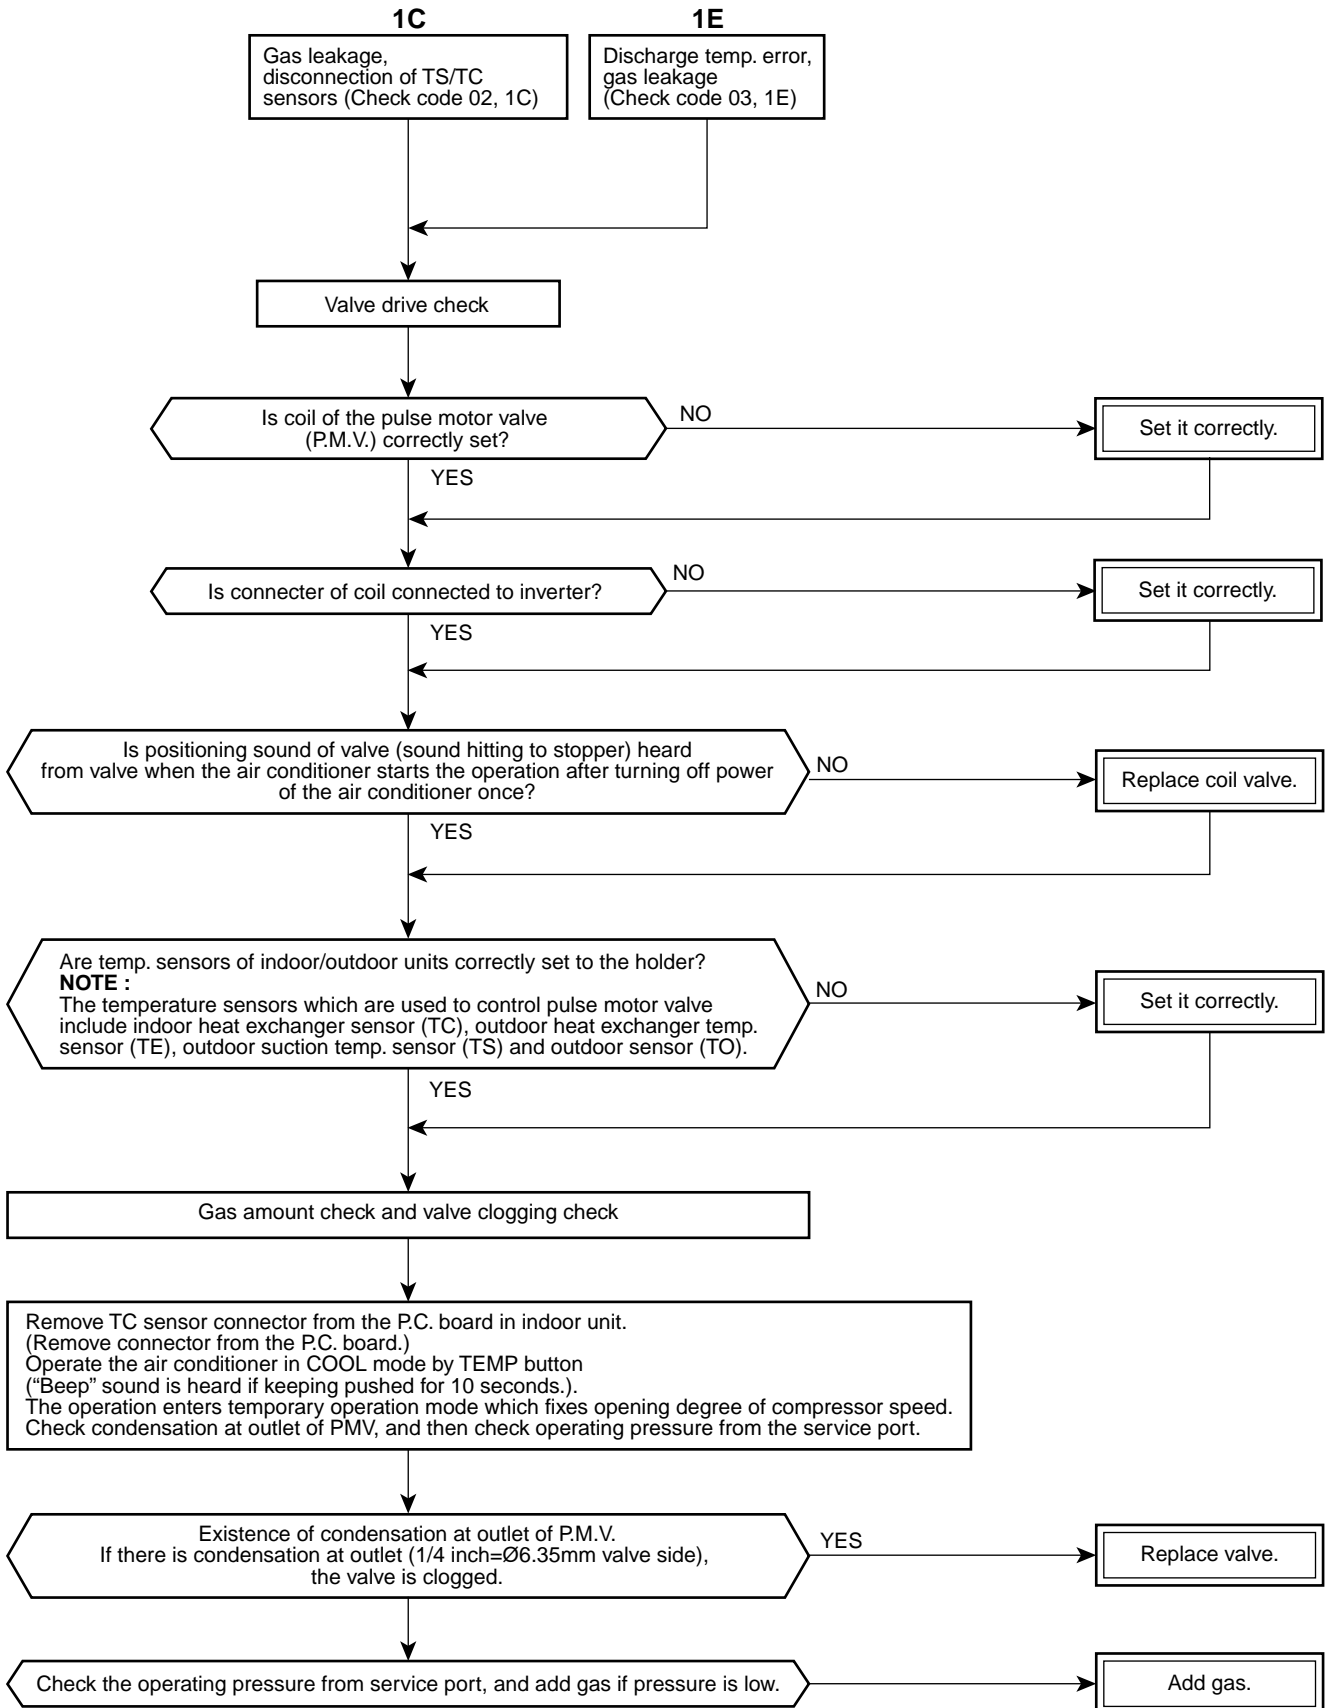 1C
1E
Gas leakage,
disconnection of TS/TC
sensors (Check code 02, 1C)
Discharge temp. error,
gas leakage
(Check code 03, 1E)
Valve drive check
Is coil of the pulse motor valve
(P.M.V.) correctly set?
NO
Set it correctly.
YES
Is connecter of coil connected to inverter?
NO
Set it correctly.
YES
Is positioning sound of valve (sound hitting to stopper) heard
from valve when the air conditioner starts the operation after turning off power
of the air conditioner once?
NO
Replace coil valve.
YES
Are temp. sensors of indoor/outdoor units correctly set to the holder?
NOTE :
The temperature sensors which are used to control pulse motor valve
include indoor heat exchanger sensor (TC), outdoor heat exchanger temp.
sensor (TE), outdoor suction temp. sensor (TS) and outdoor sensor (TO).
NO
Set it correctly.
YES
Gas amount check and valve clogging check
Remove TC sensor connector from the P.C. board in indoor unit.
(Remove connector from the P.C. board.)
Operate the air conditioner in COOL mode by TEMP button
(“Beep” sound is heard if keeping pushed for 10 seconds.).
The operation enters temporary operation mode which fixes opening degree of compressor speed.
Check condensation at outlet of PMV, and then check operating pressure from the service port.
Existence of condensation at outlet of P.M.V.
If there is condensation at outlet (1/4 inch=Ø6.35mm valve side),
the valve is clogged.
YES
Replace valve.
Check the operating pressure from service port, and add gas if pressure is low.
Add gas.